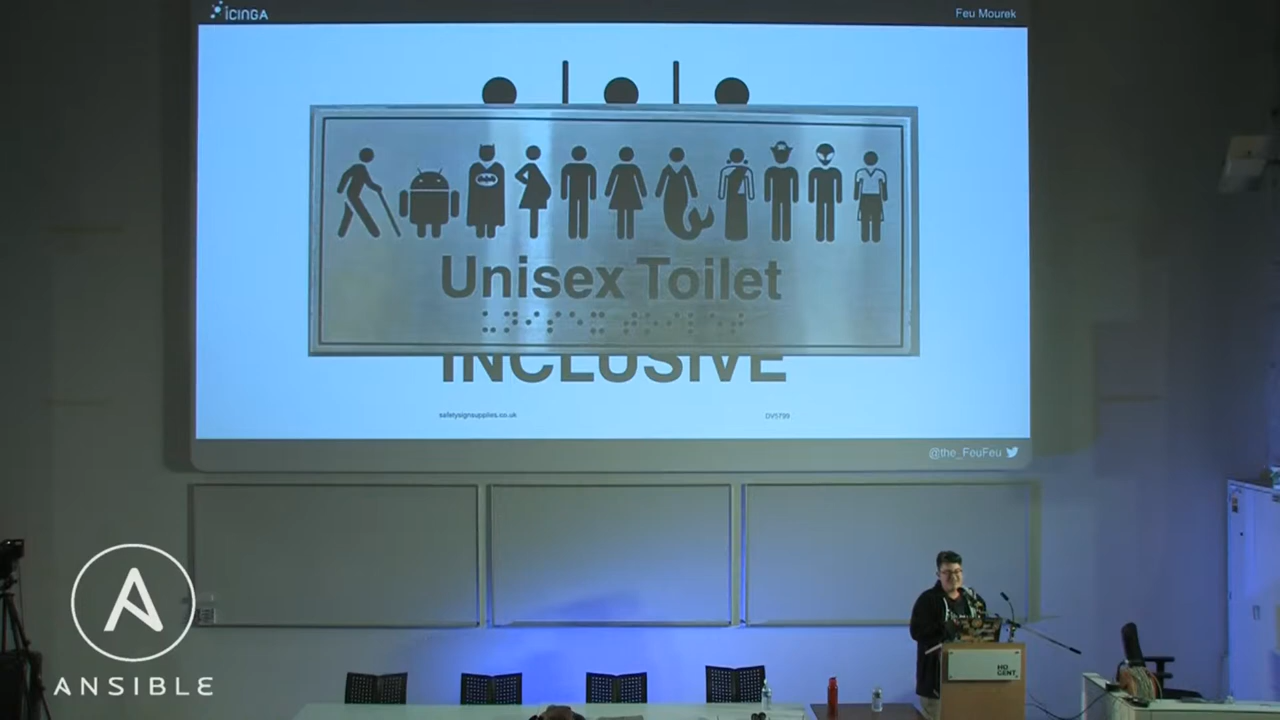 ICINGA
Feu Mourek
Unisex Toilet
INCLUSIVE
safetysignsupplies.co.uk
DV5799
@the_FeuFeu
HO
GENT
ANSIBLE